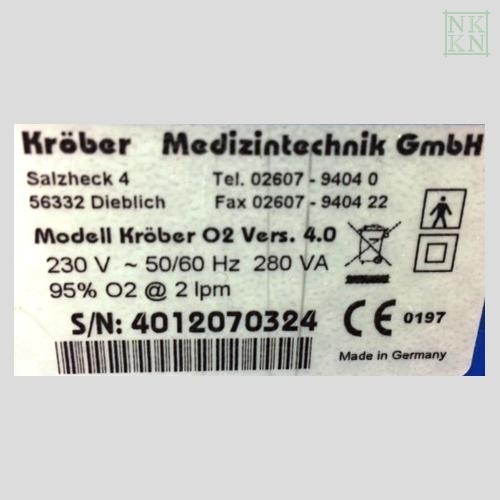 NK
KN
Kröber Medizintechnik GmbH
Salzheck 4 Tel. 02607 - 9404 0
56332 Dieblich Fax 02607 - 9404 22
Modell Kröber O2 Vers. 4.0
230 V ~ 50/60 Hz 280 VA
95% O2 @ 2 lpm
S/N: 4012070324 CE 0197
Made in Germany